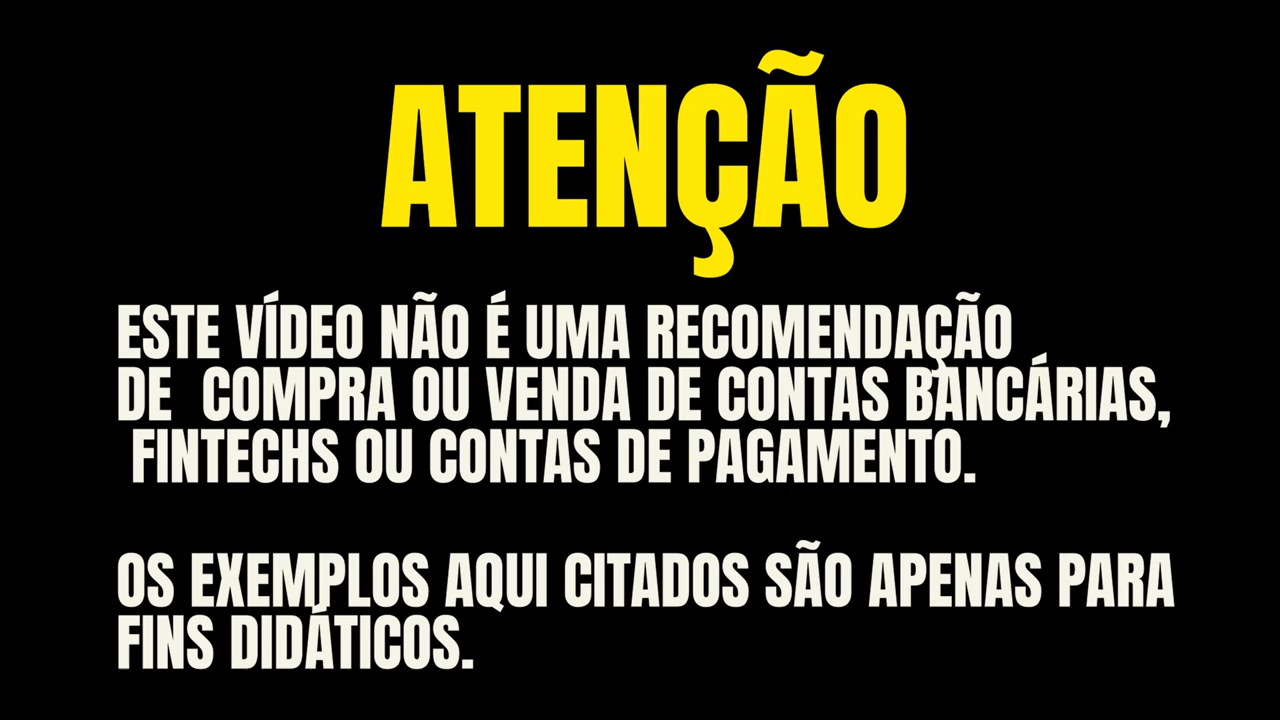 ATENÇÃO
ESTE VÍDEO NÃO É UMA RECOMENDAÇÃO
DE COMPRA OU VENDA DE CONTAS BANCÁRIAS,
FINTECHS OU CONTAS DE PAGAMENTO.
OS EXEMPLOS AQUI CITADOS SÃO APENAS PARA
FINS DIDÁTICOS.